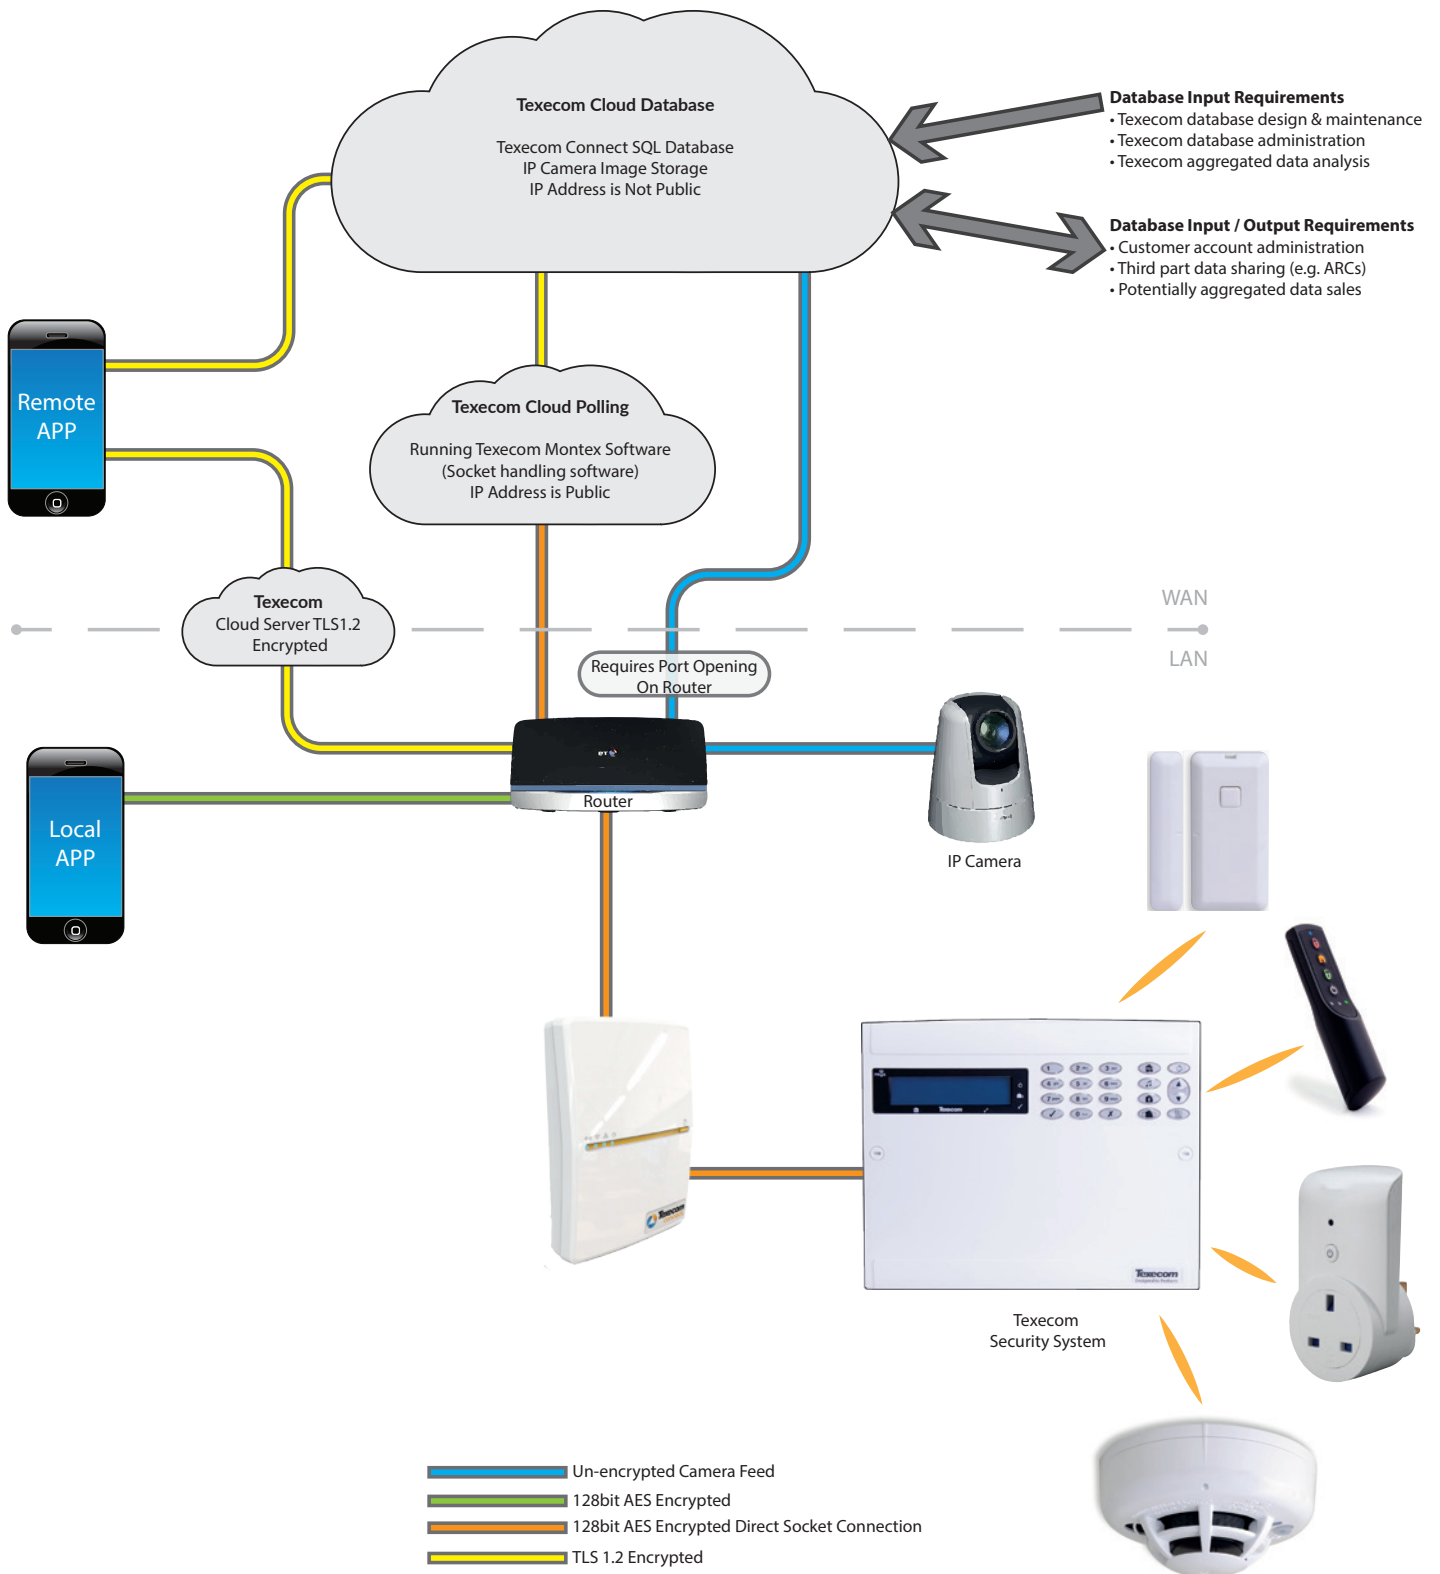 Texecom Cloud Database
Texecom Connect SQL Database
IP Camera Image Storage
IP Address is Not Public
Database Input Requirements
• Texecom database design & maintenance
• Texecom database administration
• Texecom aggregated data analysis
Database Input / Output Requirements
• Customer account administration
• Third part data sharing (e.g. ARCs)
• Potentially aggregated data sales
Remote
APP
Texecom Cloud Polling
Running Texecom Montex Software
(Socket handling software)
IP Address is Public
Texecom
Cloud Server TLS1.2
Encrypted
WAN
LAN
Requires Port Opening
On Router
BT
Router
Local
APP
IP Camera
Texecom
Texecom
Texecom
Texecom
Security System
Un-encrypted Camera Feed
128bit AES Encrypted
128bit AES Encrypted Direct Socket Connection
TLS 1.2 Encrypted